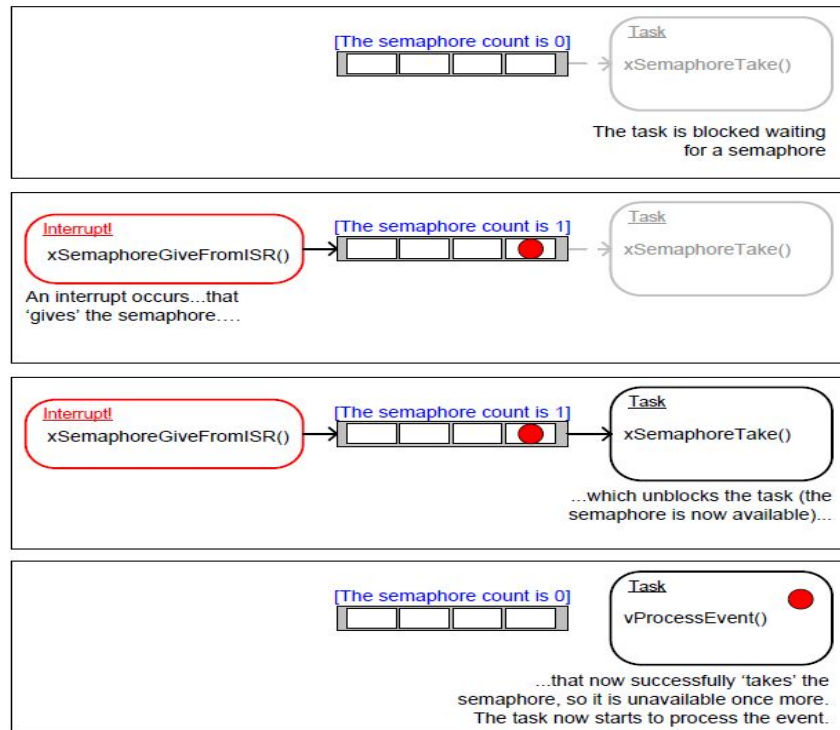 [The semaphore count is 0]
Task
xSemaphoreTake()
The task is blocked waiting
for a semaphore
Interrupt!
xSemaphoreGiveFromISR()
An interrupt occurs...that
‘gives’ the semaphore....
[The semaphore count is 1]
Task
xSemaphoreTake()
Interrupt!
xSemaphoreGiveFromISR()
[The semaphore count is 1]
Task
xSemaphoreTake()
...which unblocks the task (the
semaphore is now available)...
[The semaphore count is 0]
Task
vProcessEvent()
...that now successfully ‘takes’ the
semaphore, so it is unavailable once more.
The task now starts to process the event.